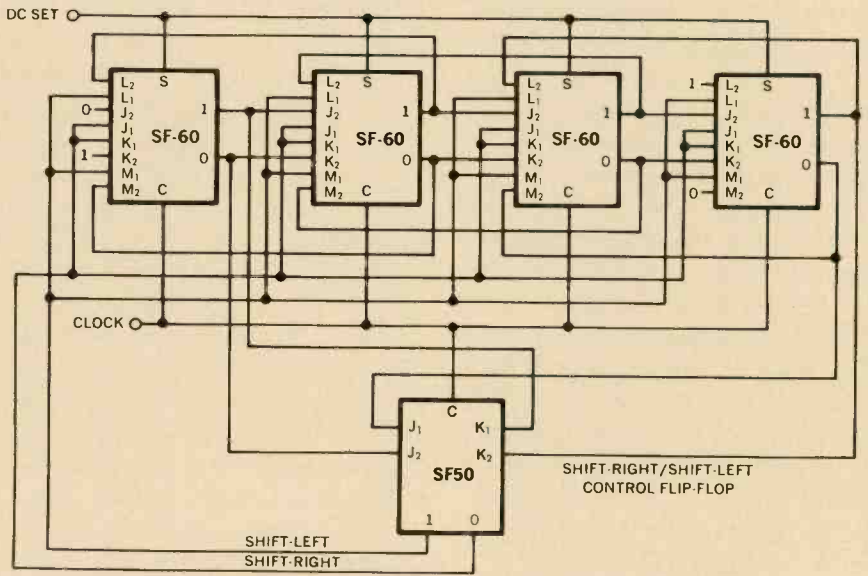 DC SET
S
L₂
L₁
0 J₂
J₁
K₁
1 K₂
M₁
M₂
SF-60
1
0
C
S
L₂
L₁
J₂
J₁
K₁
K₂
M₁
M₂
SF-60
1
0
C
S
L₂
L₁
J₂
J₁
K₁
K₂
M₁
M₂
SF-60
1
0
C
S
1 L₂
L₁
J₂
J₁
K₁
K₂
M₁
0 M₂
SF-60
1
0
C
CLOCK
C
J₁ K₁
J₂ K₂
SF50
1 0
SHIFT-RIGHT/SHIFT-LEFT
CONTROL FLIP-FLOP
SHIFT-LEFT
SHIFT-RIGHT